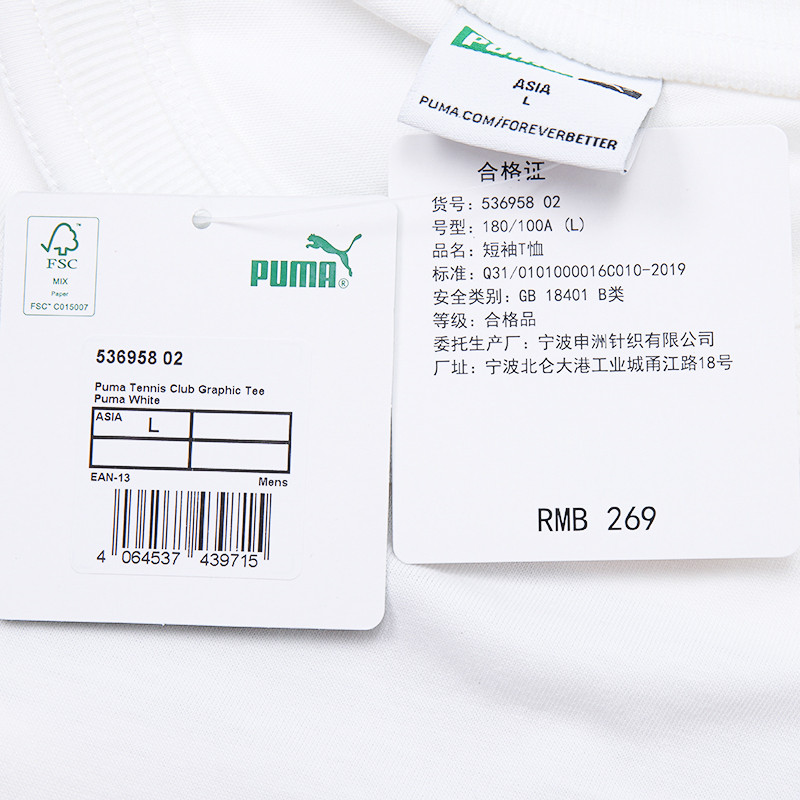 PUMA
ASIA
L
PUMA.COM/FOREVERBETTER
合格证
货号: 536958 02
号型: 180/100A (L)
品名: 短袖T恤
标准: Q31/0101000016C010-2019
安全类别: GB 18401 B类
等级: 合格品
委托生产厂: 宁波申洲针织有限公司
厂址: 宁波北仑大港工业城甬江路18号
RMB 269
FSC
MIX
Paper
FSC™ C015007
PUMA®
536958 02
Puma Tennis Club Graphic Tee
Puma White
ASIA L
EAN-13 Mens
4 064537 439715